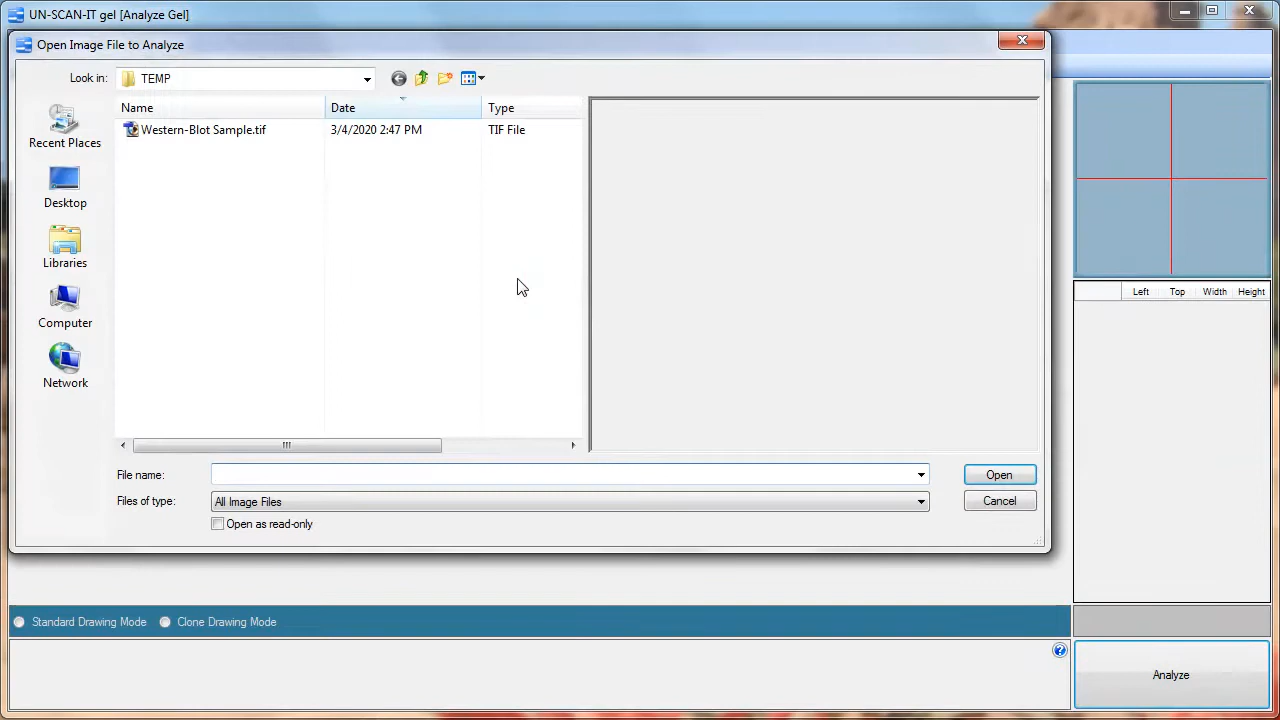 UN-SCAN-IT gel [Analyze Gel]
Open Image File to Analyze
Look in: TEMP
Name Date Type
Western-Blot Sample.tif 3/4/2020 2:47 PM TIF File
Recent Places
Desktop
Libraries
Computer
Network
File name:
Open
Files of type: All Image Files
Cancel
Open as read-only
Left Top Width Height
Standard Drawing Mode Clone Drawing Mode
Analyze